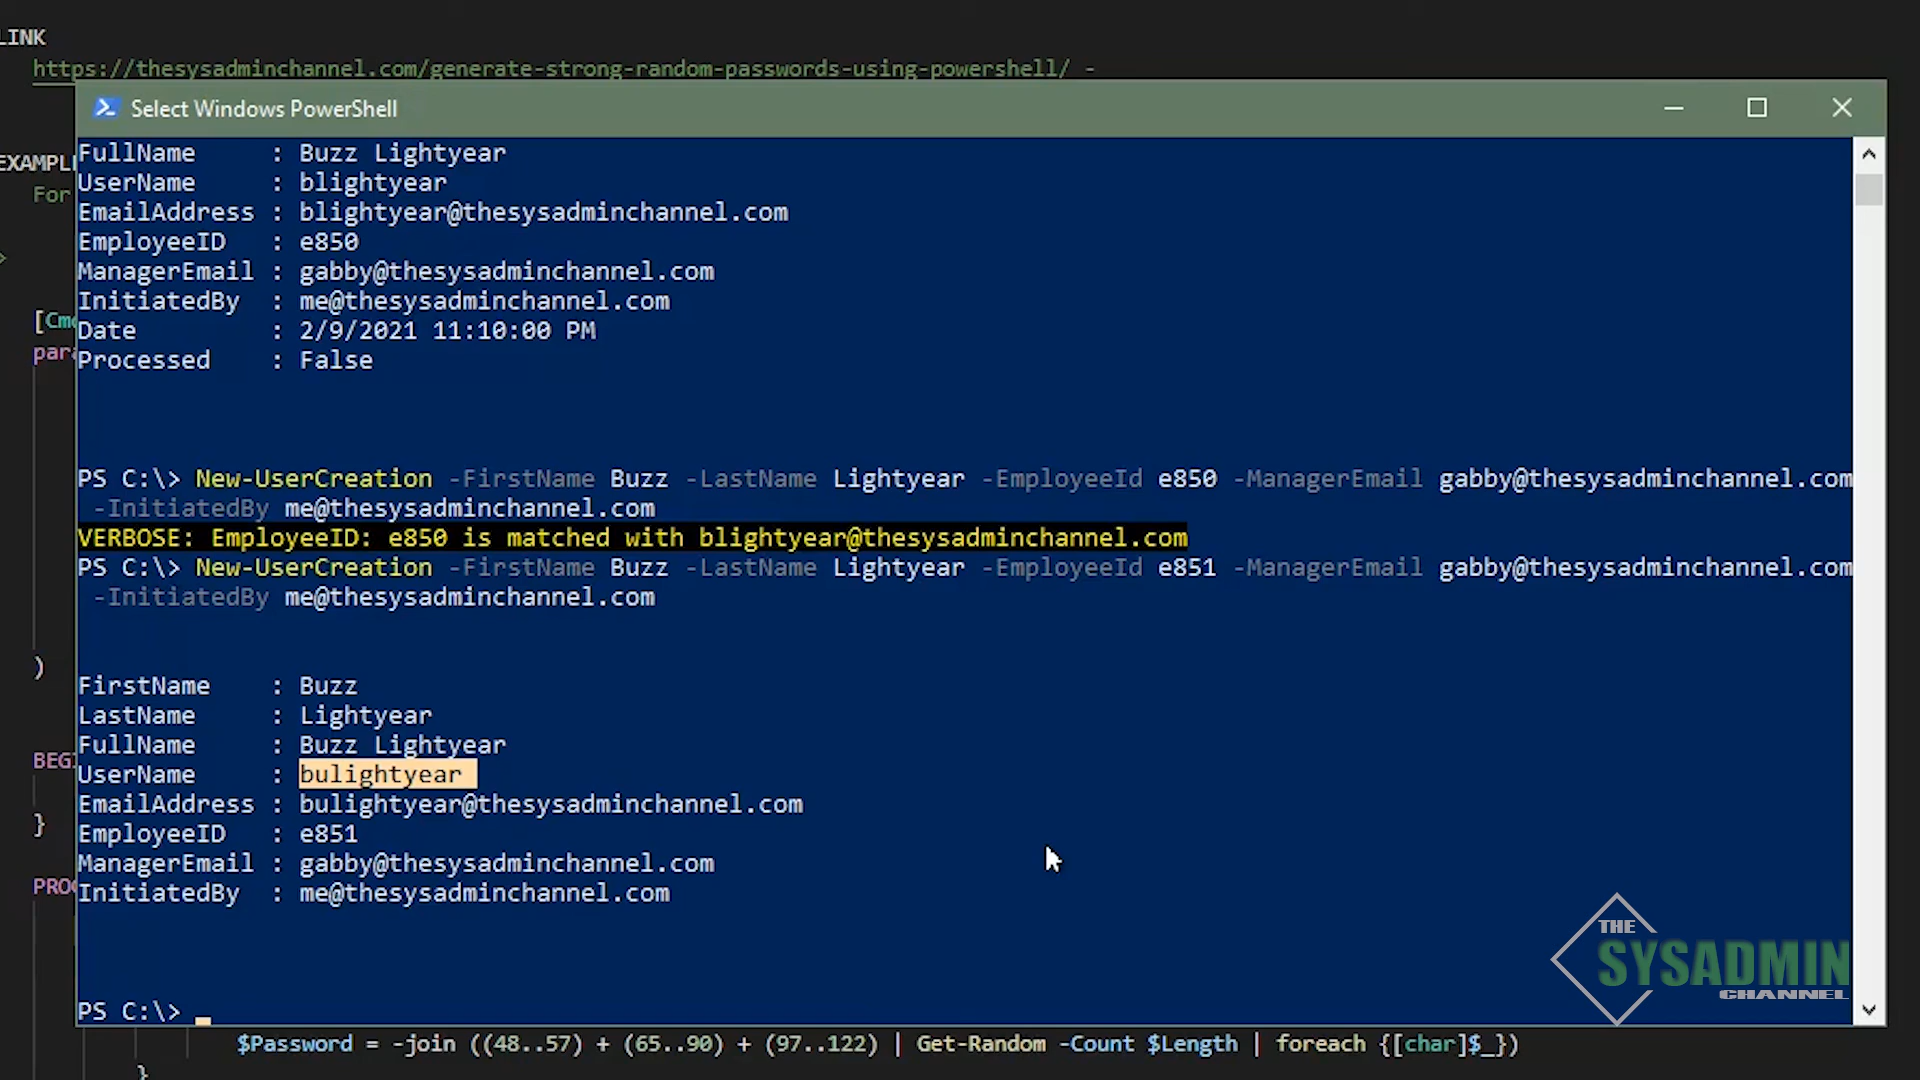 LINK
https://thesysadminchannel.com/generate-strong-random-passwords-using-powershell/ -
Select Windows PowerShell
FullName : Buzz Lightyear
EXAMPL
UserName : blightyear
For
EmailAddress : blightyear@thesysadminchannel.com
EmployeeID : e850
ManagerEmail : gabby@thesysadminchannel.com
InitiatedBy : me@thesysadminchannel.com
[Cm
Date : 2/9/2021 11:10:00 PM
para
Processed : False
PS C:\> New-UserCreation -FirstName Buzz -LastName Lightyear -EmployeeId e850 -ManagerEmail gabby@thesysadminchannel.com
-InitiatedBy me@thesysadminchannel.com
VERBOSE: EmployeeID: e850 is matched with blightyear@thesysadminchannel.com
PS C:\> New-UserCreation -FirstName Buzz -LastName Lightyear -EmployeeId e851 -ManagerEmail gabby@thesysadminchannel.com
-InitiatedBy me@thesysadminchannel.com
)
FirstName : Buzz
LastName : Lightyear
FullName : Buzz Lightyear
BEGI
UserName : bulightyear
EmailAddress : bulightyear@thesysadminchannel.com
}
EmployeeID : e851
ManagerEmail : gabby@thesysadminchannel.com
PROC
InitiatedBy : me@thesysadminchannel.com
THE
SYSADMIN
CHANNEL
PS C:\>
$Password = -join ((48..57) + (65..90) + (97..122) | Get-Random -Count $Length | foreach {[char]$_})
}